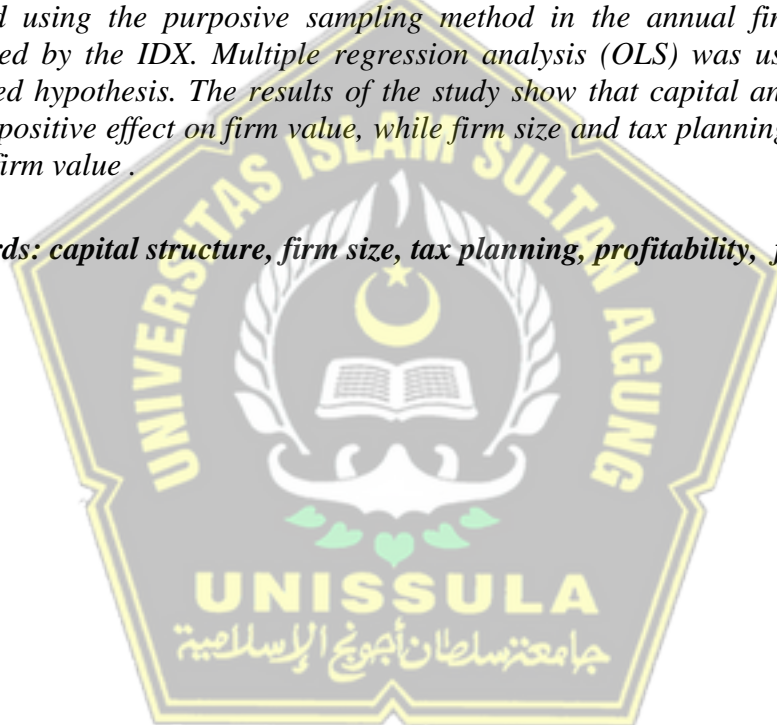 d using the purposive sampling method in the annual fin
ed by the IDX. Multiple regression analysis (OLS) was us
ed hypothesis. The results of the study show that capital an
positive effect on firm value, while firm size and tax planning
firm value .
rds: capital structure, firm size, tax planning, profitability,
UNIVERSITAS ISLAM SULTAN AGUNG
UNISSULA
جامعة سلطان أجونج الإسلامية